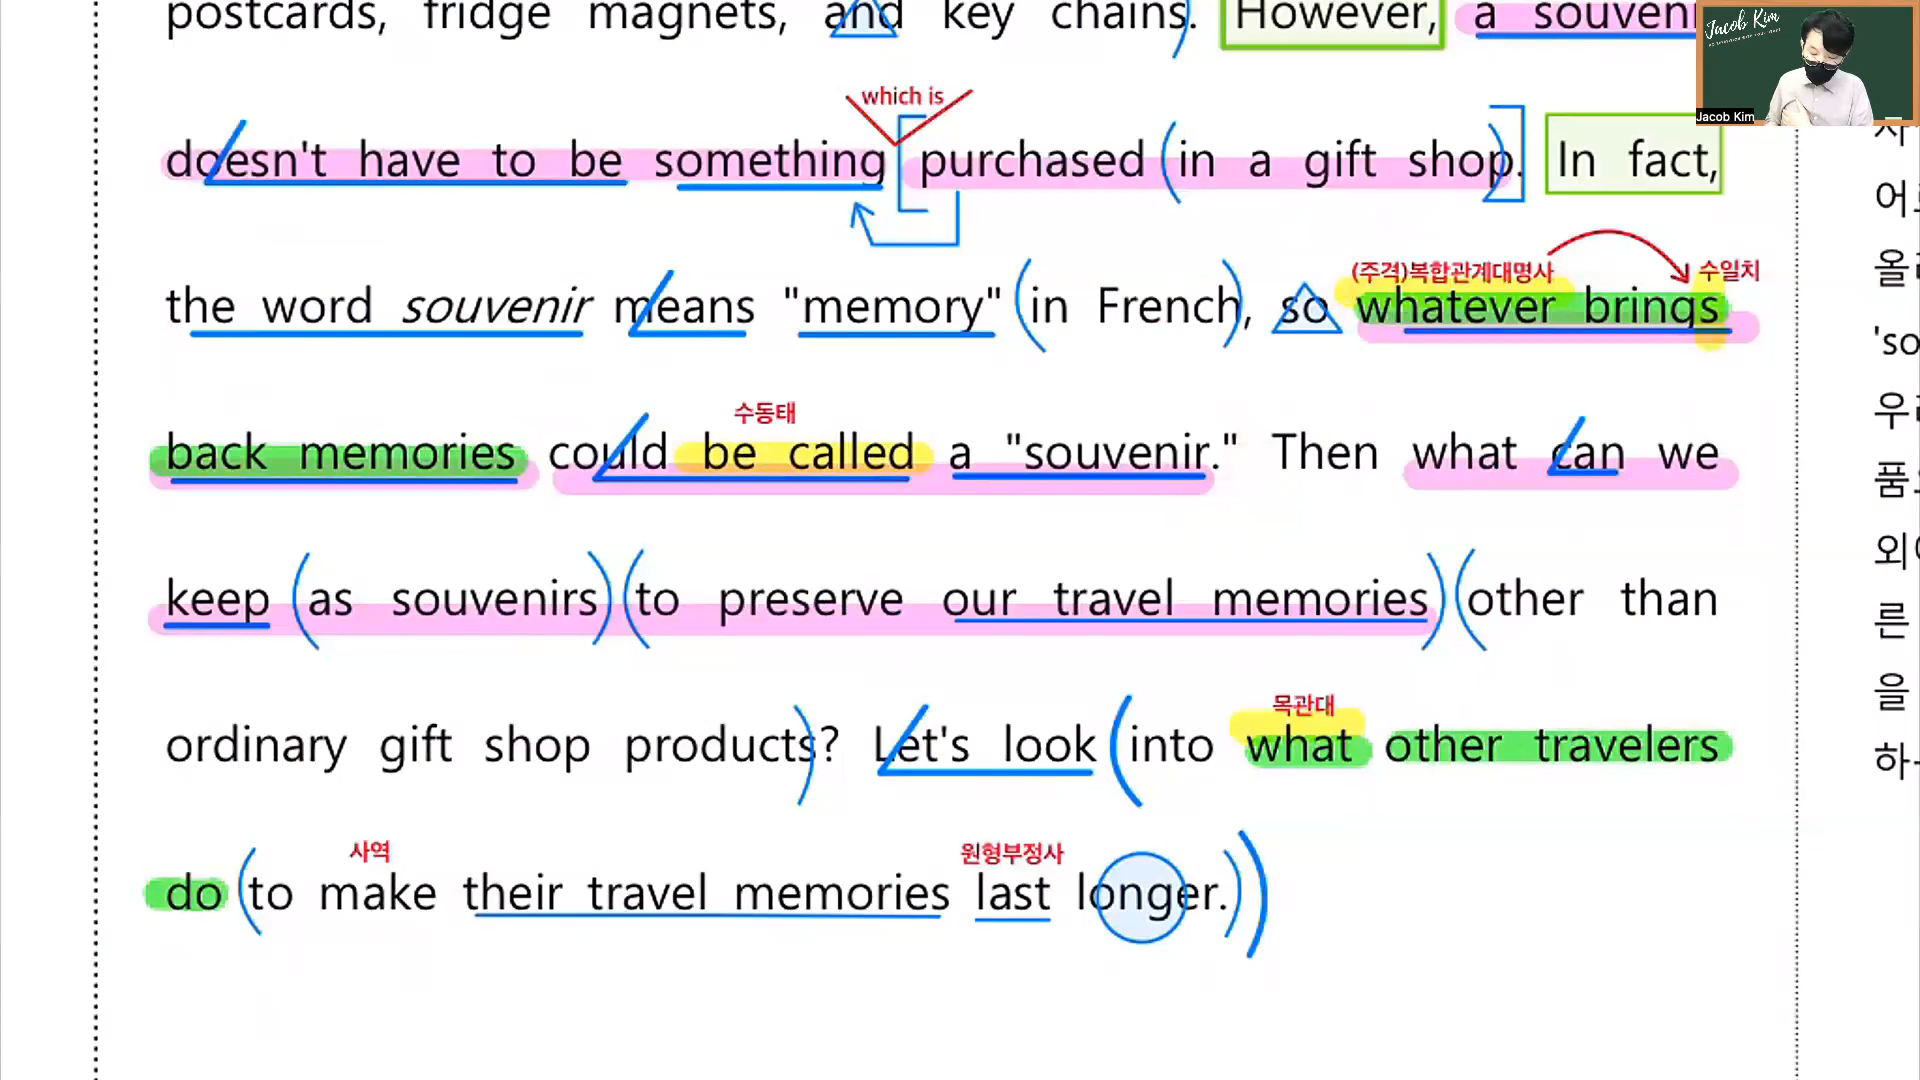 postcards, fridge magnets, and key chains. However, a souveni
Jacob Kim
Jacob Kim
which is
doesn't have to be something purchased in a gift shop. In fact,
(주격)복합관계대명사 수일치
the word souvenir means "memory" (in French), so whatever brings
수동태
back memories could be called a "souvenir." Then what can we
keep (as souvenirs) (to preserve our travel memories) (other than
목관대
ordinary gift shop products)? Let's look (into what other travelers
사역 원형부정사
do (to make their travel memories last longer.))
어
올
'so
우
품
외
른
을
하